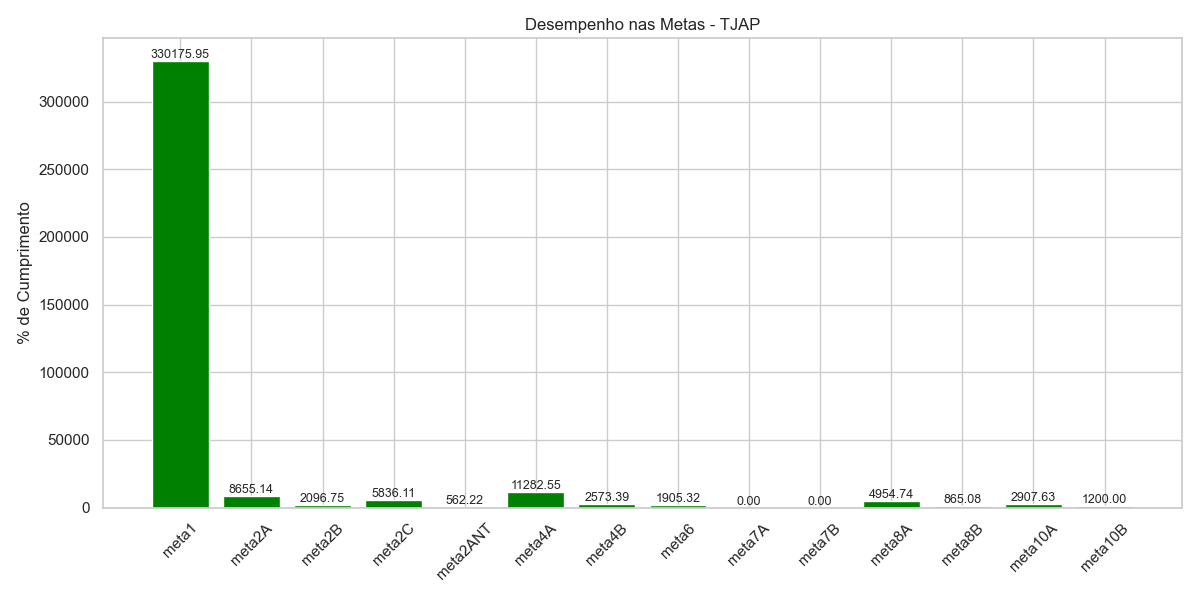 Desempenho nas Metas - TJAP
% de Cumprimento
300000
250000
200000
150000
100000
50000
0
330175.95
8655.14
2096.75
5836.11
562.22
11282.55
2573.39
1905.32
0.00
0.00
4954.74
865.08
2907.63
1200.00
meta1
meta2A
meta2B
meta2C
meta2ANT
meta4A
meta4B
meta6
meta7A
meta7B
meta8A
meta8B
meta10A
meta10B